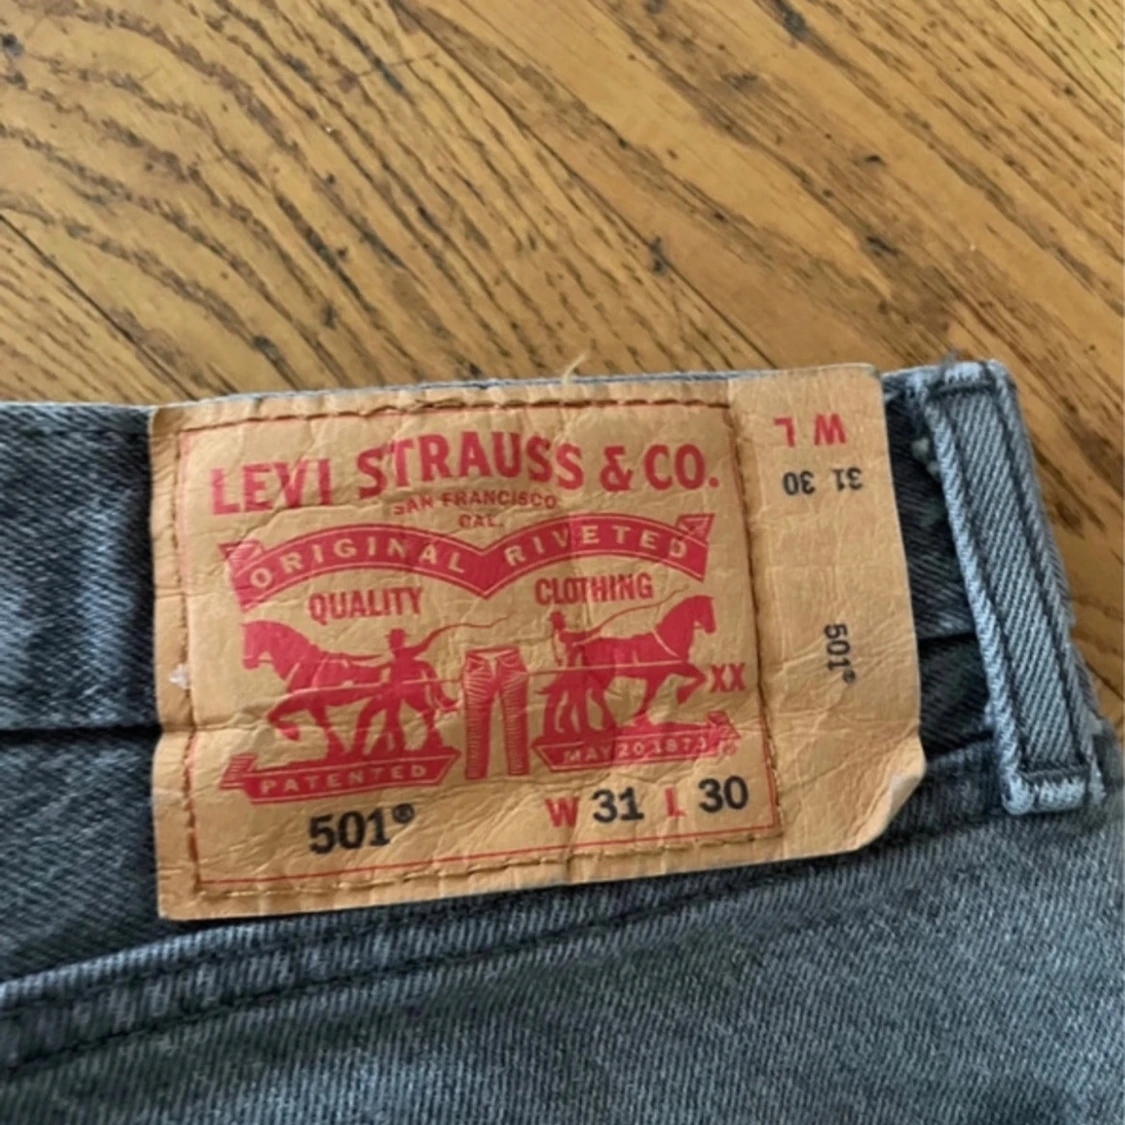 LEVI STRAUSS & CO.
SAN FRANCISCO
CAL.
ORIGINAL RIVETED
QUALITY CLOTHING
XX
PATENTED MAY 20 1873 ®
501® W 31 L 30
W L
31 30
501®